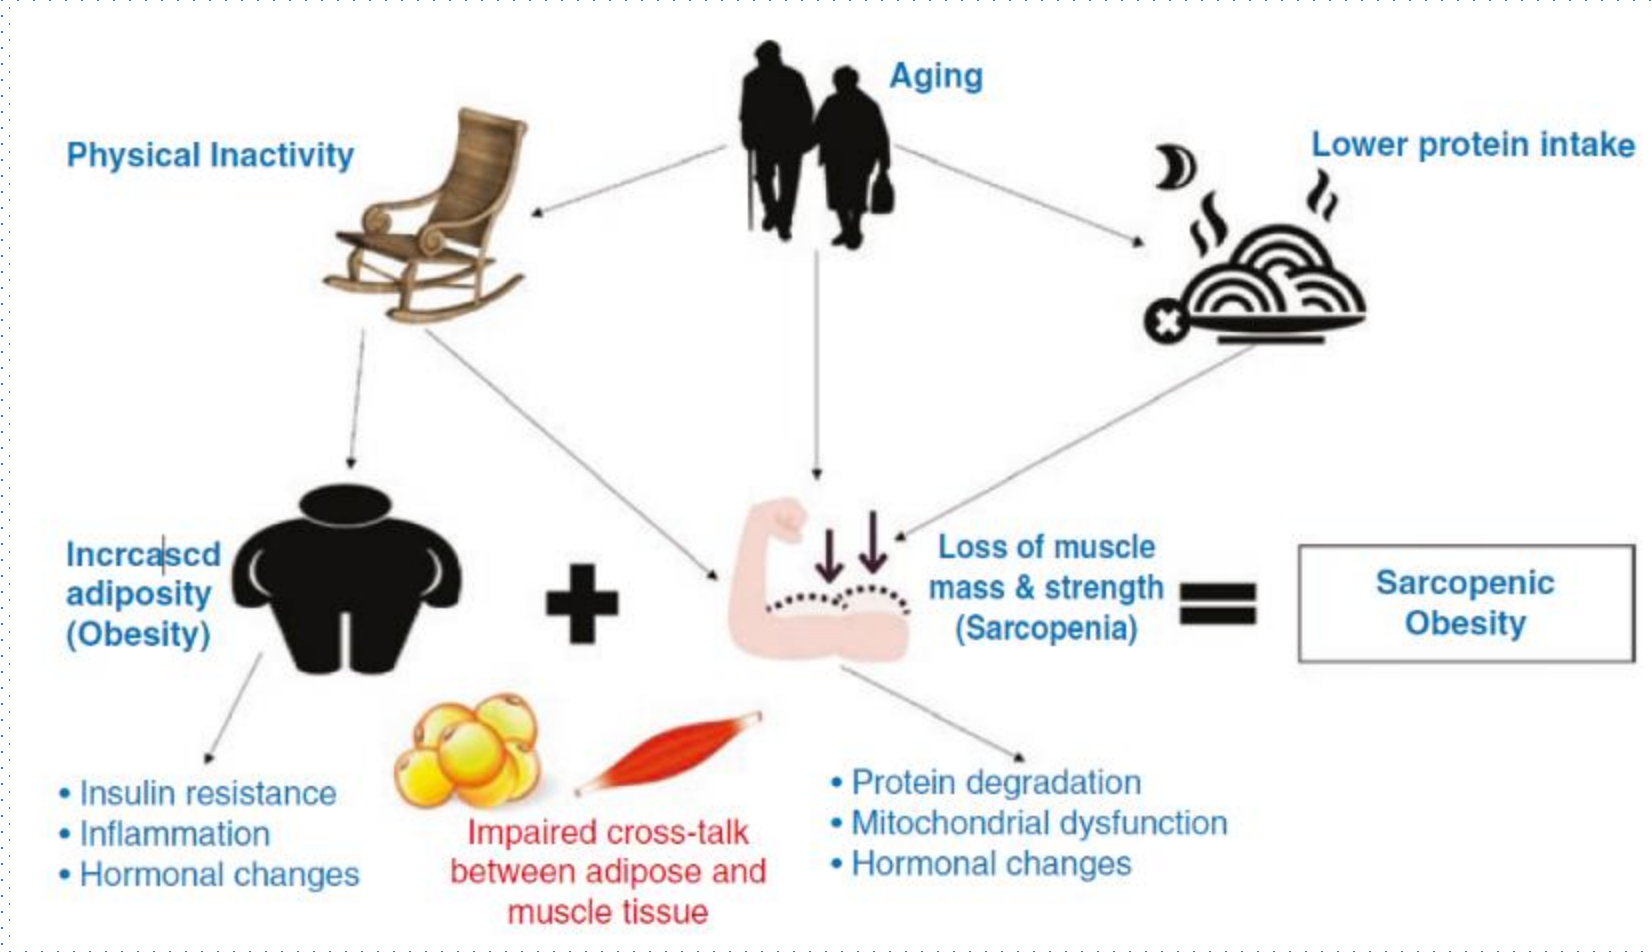 Aging
Physical Inactivity
Lower protein intake
Incrcascd
adiposity
(Obesity)
Loss of muscle
mass & strength
(Sarcopenia)
Sarcopenic
Obesity
• Insulin resistance
• Inflammation
• Hormonal changes
Impaired cross-talk
between adipose and
muscle tissue
• Protein degradation
• Mitochondrial dysfunction
• Hormonal changes